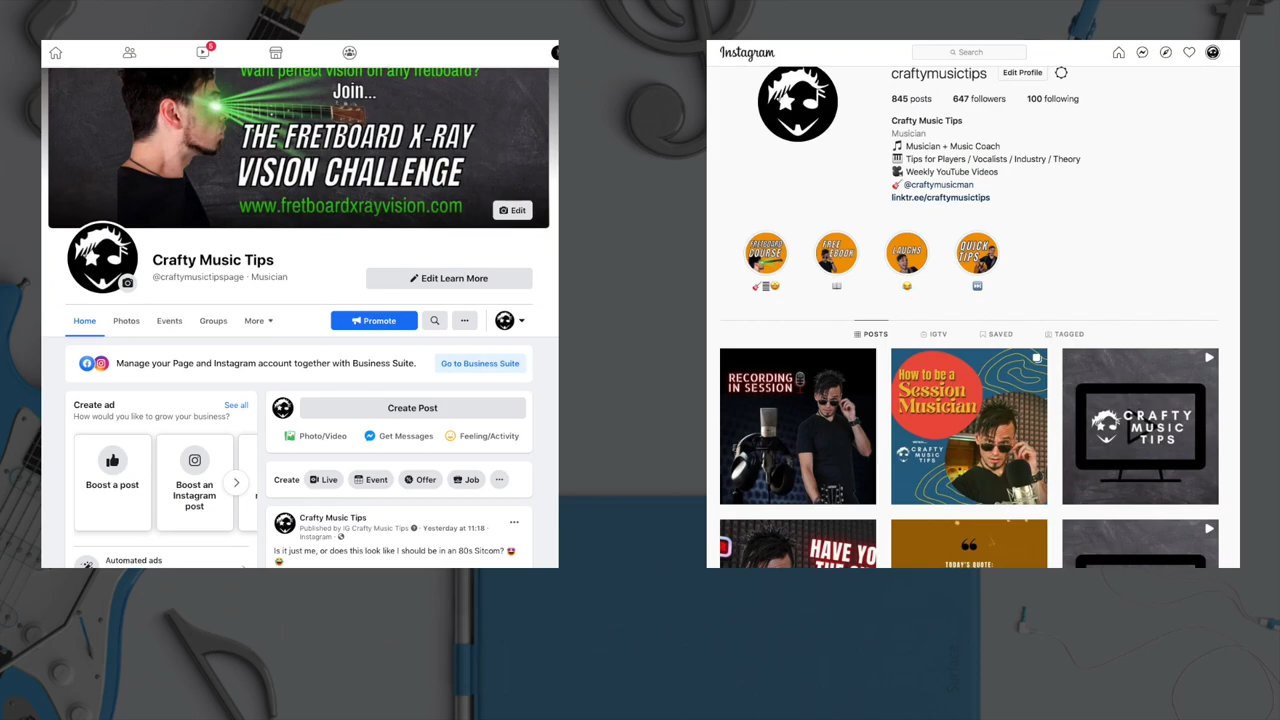 5
Want perfect vision on any fretboard?
Join...
THE FRETBOARD X-RAY
VISION CHALLENGE
www.fretboardxrayvision.com
Edit
Crafty Music Tips
@craftymusictipspage · Musician
Edit Learn More
Home
Photos
Events
Groups
More
Promote
Manage your Page and Instagram account together with Business Suite.
Go to Business Suite
Create ad
See all
How would you like to grow your business?
Boost a post
Boost an
Instagram
post
Automated ads
Create Post
Photo/Video
Get Messages
Feeling/Activity
Create
Live
Event
Offer
Job
Crafty Music Tips
Published by IG Crafty Music Tips · Yesterday at 11:18 ·
Instagram ·
Is it just me, or does this look like I should be in an 80s Sitcom? 😍
😂
Instagram
Search
craftymusictips
Edit Profile
845 posts
647 followers
100 following
Crafty Music Tips
Musician
🎵 Musician + Music Coach
🎹 Tips for Players / Vocalists / Industry / Theory
🎥 Weekly YouTube Videos
🎸 @craftymusicman
linktr.ee/craftymusictips
FRETBOARD
COURSE
FREE
EBOOK
LAUGHS
QUICK
TIPS
POSTS
IGTV
SAVED
TAGGED
RECORDING
IN SESSION
How to be a
Session
Musician
CRAFTY
MUSIC
TIPS
CRAFTY
MUSIC
TIPS
HAVE YO
TODAY'S QUOTE: